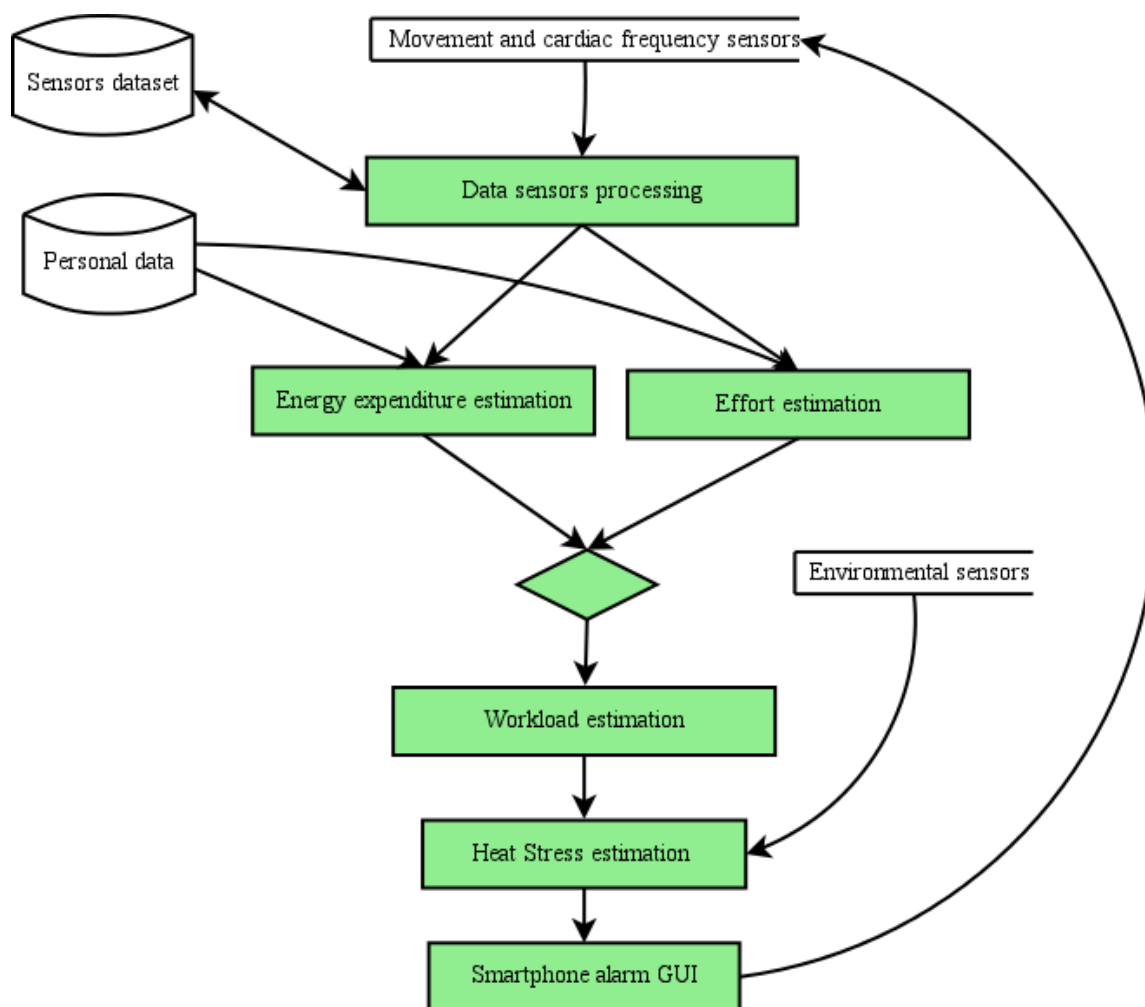 Movement and cardiac frequency sensors
Sensors dataset
Data sensors processing
Personal data
Energy expenditure estimation
Effort estimation
Environmental sensors
Workload estimation
Heat Stress estimation
Smartphone alarm GUI